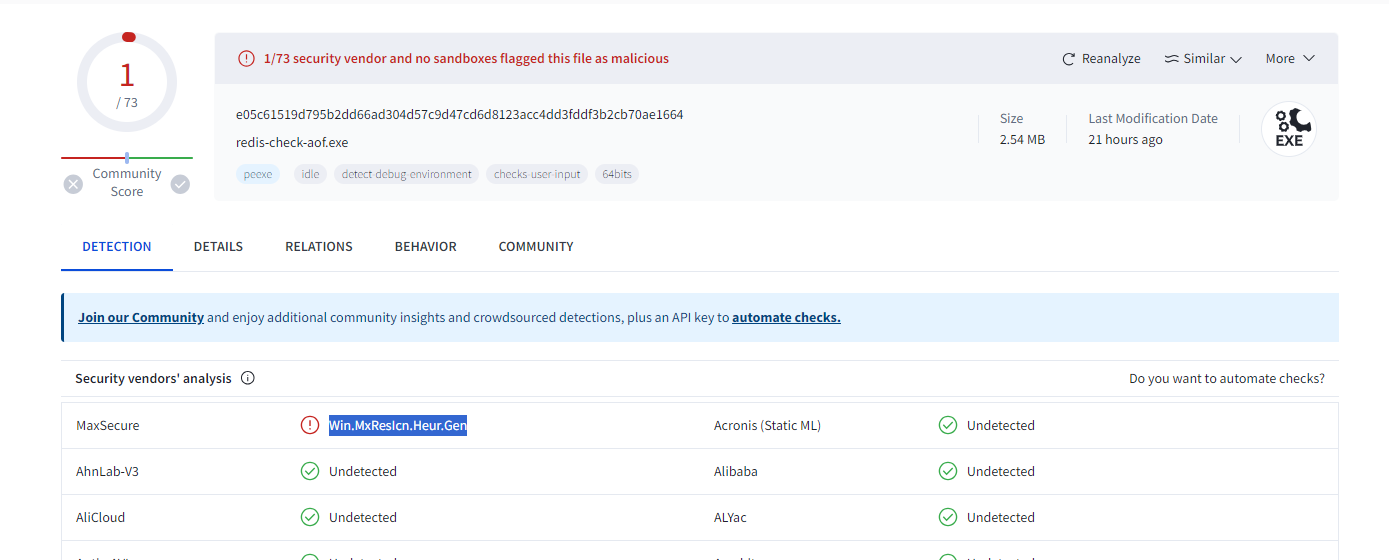 1
/ 73
Community
Score
1/73 security vendor and no sandboxes flagged this file as malicious
Reanalyze
Similar
More
e05c61519d795b2dd66ad304d57c9d47cd6d8123acc4dd3fddf3b2cb70ae1664
redis-check-aof.exe
peexe
idle
detect-debug-environment
checks-user-input
64bits
Size
2.54 MB
Last Modification Date
21 hours ago
EXE
DETECTION
DETAILS
RELATIONS
BEHAVIOR
COMMUNITY
Join our Community and enjoy additional community insights and crowdsourced detections, plus an API key to automate checks.
Security vendors' analysis
Do you want to automate checks?
MaxSecure
Win.MxResIcn.Heur.Gen
Acronis (Static ML)
Undetected
AhnLab-V3
Undetected
Alibaba
Undetected
AliCloud
Undetected
ALYac
Undetected